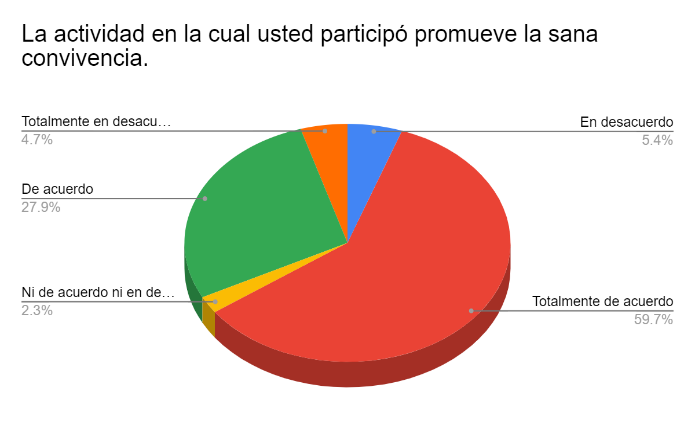 La actividad en la cual usted participó promueve la sana
convivencia.
Totalmente en desacu…
4.7%
En desacuerdo
5.4%
De acuerdo
27.9%
Ni de acuerdo ni en de…
2.3%
Totalmente de acuerdo
59.7%